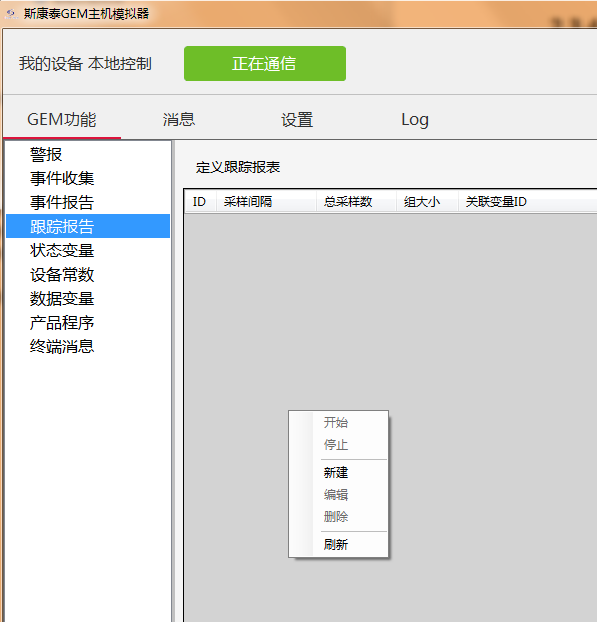 斯康泰GEM主机模拟器
我的设备 本地控制 正在通信
GEM功能 消息 设置 Log
警报
事件收集
事件报告
跟踪报告
状态变量
设备常数
数据变量
产品程序
终端消息
定义跟踪报表
ID 采样间隔 总采样数 组大小 关联变量ID
开始
停止
新建
编辑
删除
刷新